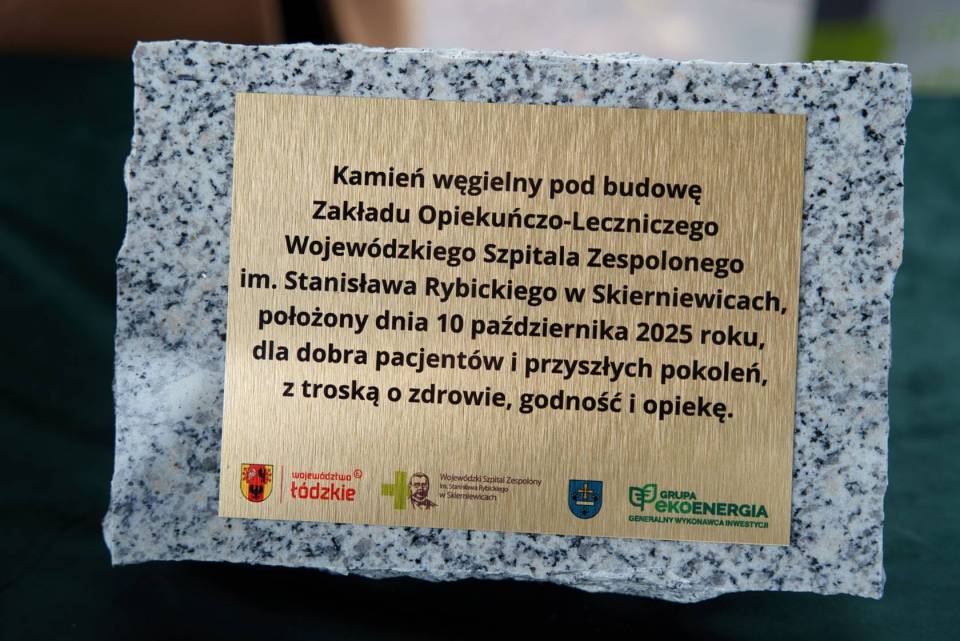 Kamień węgielny pod budowę
Zakładu Opiekuńczo-Leczniczego
Wojewódzkiego Szpitala Zespolonego
im. Stanisława Rybickiego w Skierniewicach,
położony dnia 10 października 2025 roku,
dla dobra pacjentów i przyszłych pokoleń,
z troską o zdrowie, godność i opiekę.
województwo
łódzkie
Wojewódzki Szpital Zespolony
im. Stanisława Rybickiego
w Skierniewicach
GRUPA
ekoENERGIA
GENERALNY WYKONAWCA INWESTYCJI